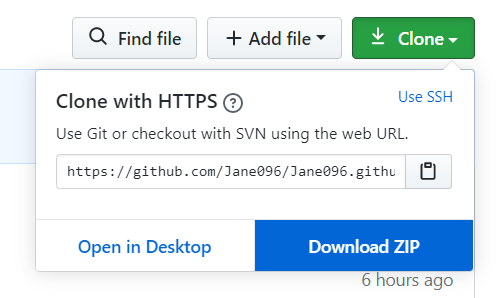 Find file
Add file
Clone
Clone with HTTPS ?
Use SSH
Use Git or checkout with SVN using the web URL.
https://github.com/Jane096/Jane096.githu
Open in Desktop
Download ZIP
6 hours ago